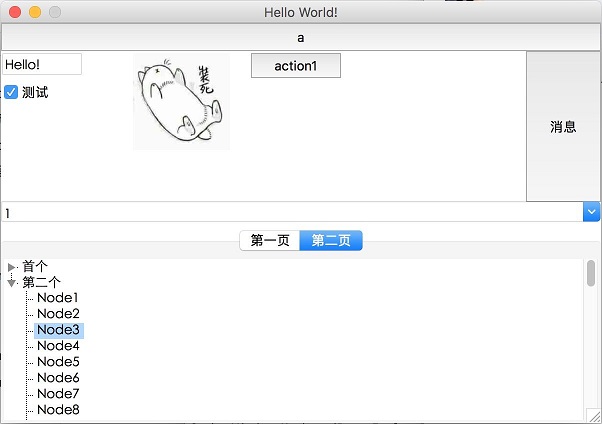 Hello World!
a
Hello!
测试
装死
action1
消息
1
第一页
第二页
首个
第二个
Node1
Node2
Node3
Node4
Node5
Node6
Node7
Node8